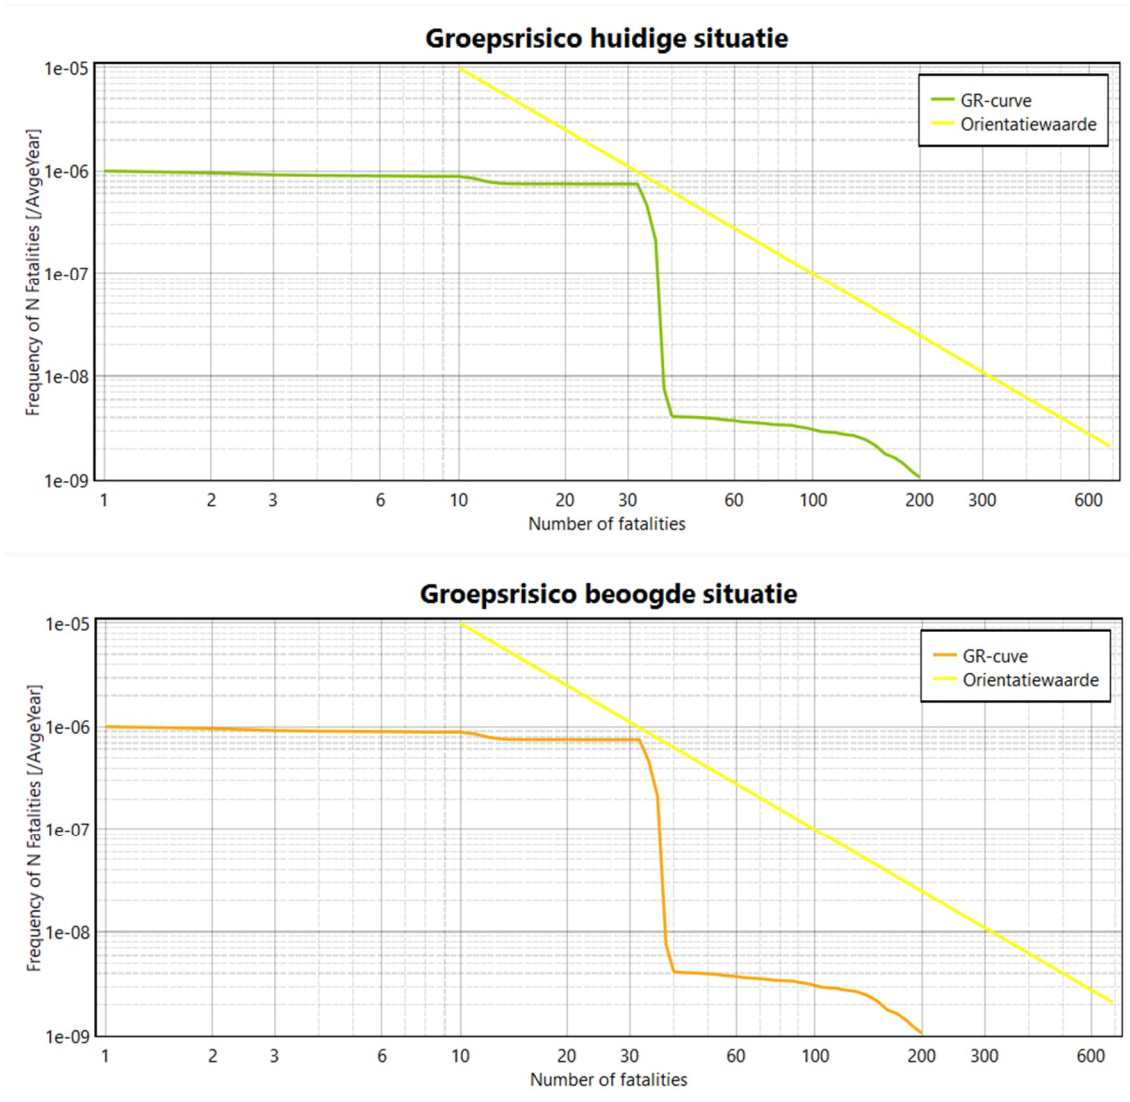 Groepsrisico huidige situatie
Frequency of N Fatalities [/AvgeYear]
1e-05
1e-06
1e-07
1e-08
1e-09
GR-curve
Orientatiewaarde
1 2 3 6 10 20 30 60 100 200 300 600
Number of fatalities
Groepsrisico beoogde situatie
Frequency of N Fatalities [/AvgeYear]
1e-05
1e-06
1e-07
1e-08
1e-09
GR-cuve
Orientatiewaarde
1 2 3 6 10 20 30 60 100 200 300 600
Number of fatalities